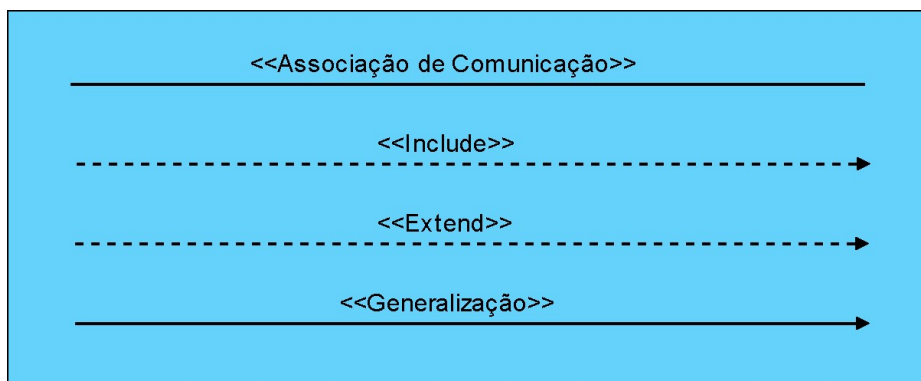 <<Associação de Comunicação>>
<<Include>>
<<Extend>>
<<Generalização>>